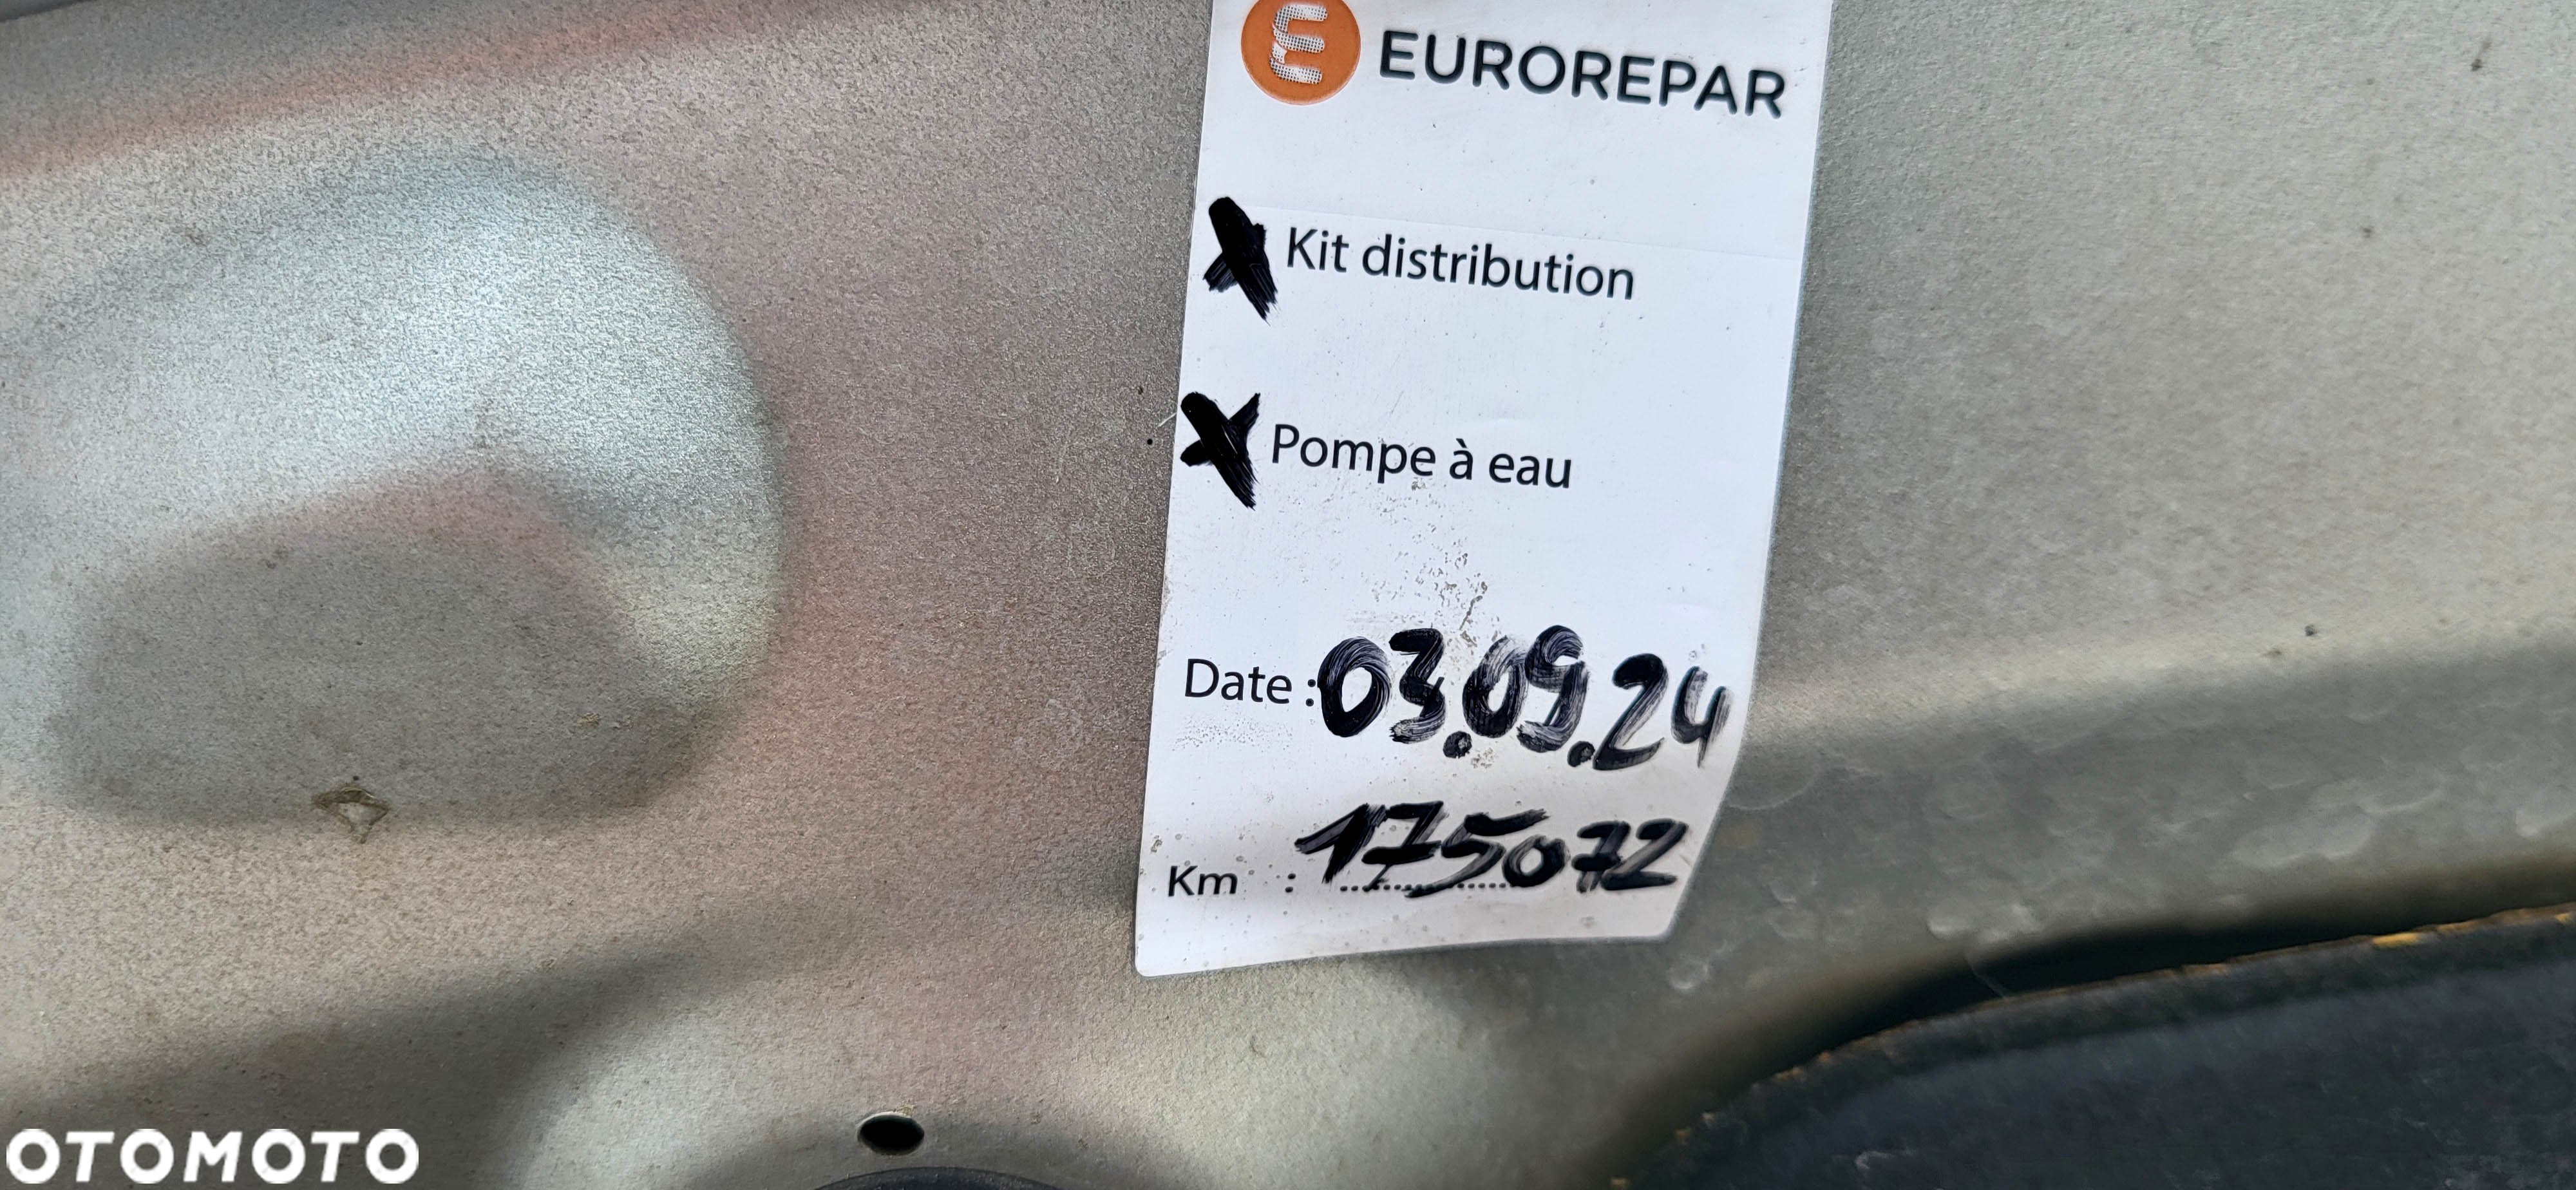 EUROREPAR
Kit distribution
Pompe à eau
Date : 03.09.24
Km : 175072
OTOMOTO